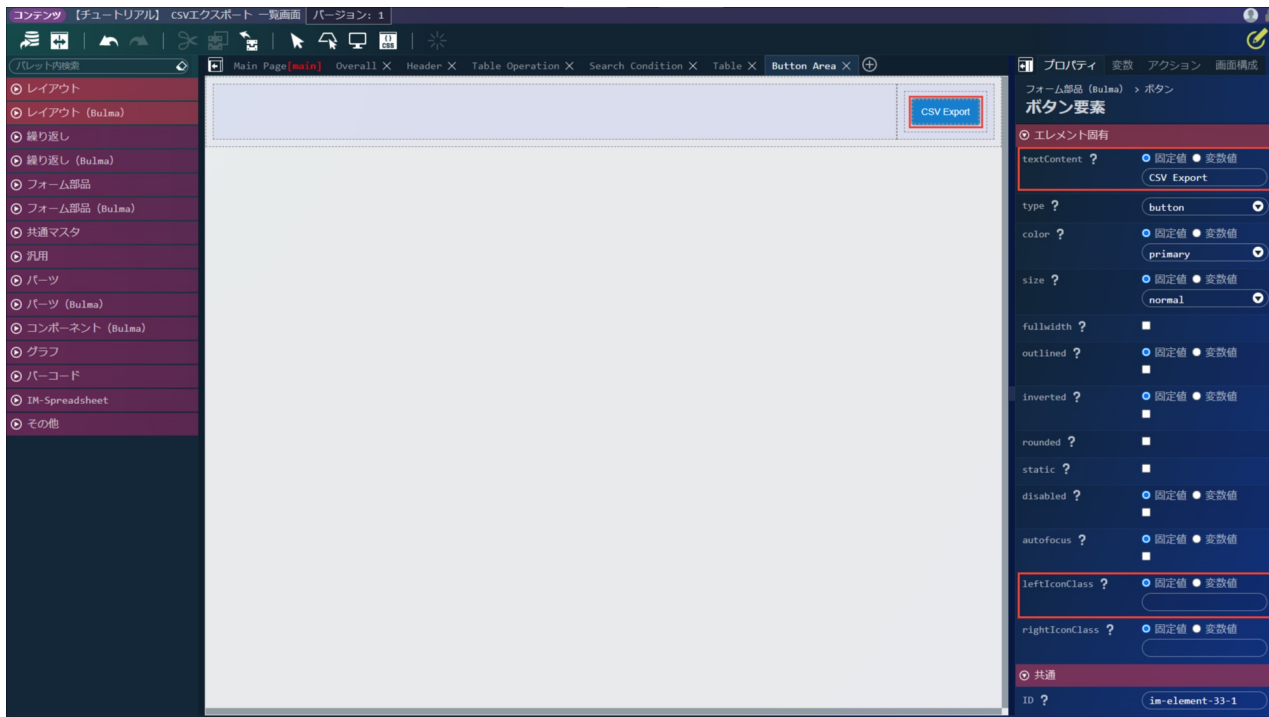 コンテンツ 【チュートリアル】 CSVエクスポート 一覧画面 バージョン: 1
{} CSS
パレット内検索
Main Page[main] Overall Header Table Operation Search Condition Table Button Area
プロパティ 変数 アクション 画面構成
レイアウト
レイアウト (Bulma)
繰り返し
繰り返し (Bulma)
フォーム部品
フォーム部品 (Bulma)
共通マスタ
汎用
パーツ
パーツ (Bulma)
コンポーネント (Bulma)
グラフ
バーコード
IM-Spreadsheet
その他
CSV Export
フォーム部品 (Bulma) > ボタン
ボタン要素
エレメント固有
textContent ? 固定値 変数値
CSV Export
type ? button
color ? 固定値 変数値
primary
size ? 固定値 変数値
normal
fullwidth ?
outlined ? 固定値 変数値
inverted ? 固定値 変数値
rounded ?
static ?
disabled ? 固定値 変数値
autofocus ? 固定値 変数値
leftIconClass ? 固定値 変数値
rightIconClass ? 固定値 変数値
共通
ID ? im-element-33-1